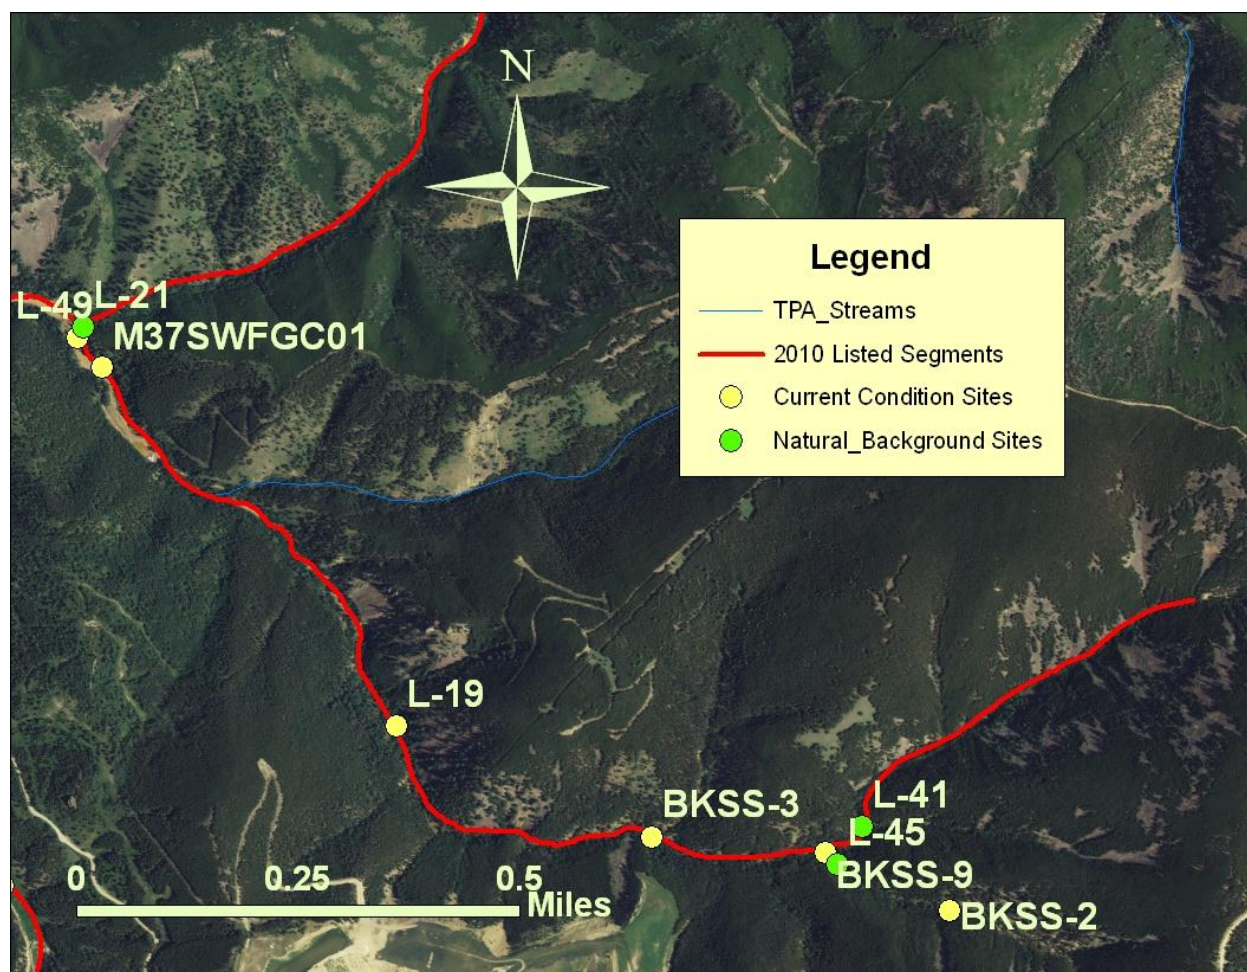 N
Legend
TPA_Streams
2010 Listed Segments
Current Condition Sites
Natural_Background Sites
L-49
L-21
M37SWFGC01
L-19
BKSS-3
L-41
L-45
BKSS-9
BKSS-2
0
0.25
0.5
Miles